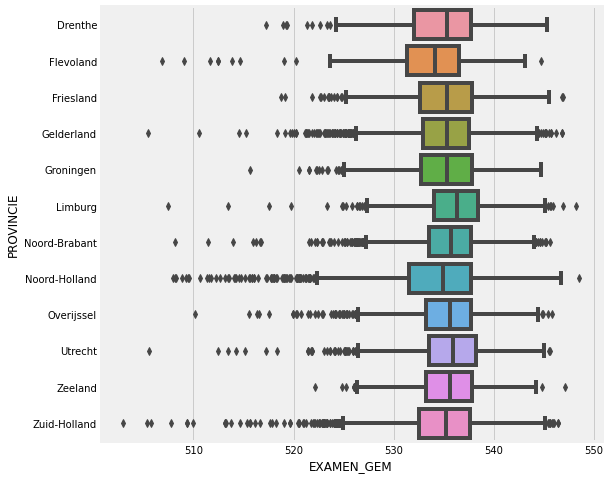 PROVINCIE
Drenthe
Flevoland
Friesland
Gelderland
Groningen
Limburg
Noord-Brabant
Noord-Holland
Overijssel
Utrecht
Zeeland
Zuid-Holland
510 520 530 540 550
EXAMEN_GEM